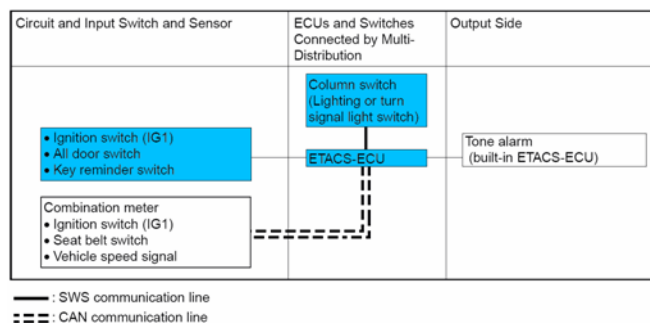 Circuit and Input Switch and Sensor
ECUs and Switches
Connected by Multi-
Distribution
Output Side
Column switch
(Lighting or turn
signal light switch)
• Ignition switch (IG1)
• All door switch
• Key reminder switch
ETACS-ECU
Tone alarm
(built-in ETACS-ECU)
Combination meter
• Ignition switch (IG1)
• Seat belt switch
• Vehicle speed signal
: SWS communication line
: CAN communication line